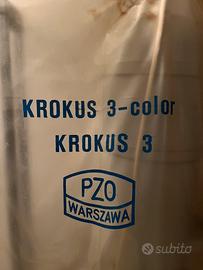 KROKUS 3-color
KROKUS 3
PZO
WARSZAWA
subito